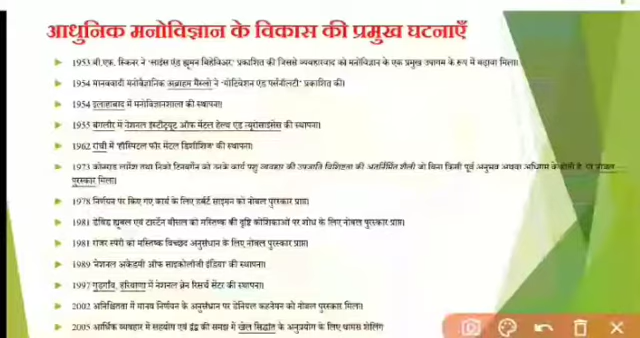 आधुनिक मनोविज्ञान के विकास की प्रमुख घटनाएँ
1953 बी.एफ. स्किनर ने 'साइंस एंड ह्यूमन बिहेवियर' प्रकाशित की जिससे व्यवहारवाद को मनोविज्ञान के एक प्रमुख उपागम के रूप में बढ़ावा मिला।
1954 मानववादी मनोवैज्ञानिक अब्राहम मैस्लो ने 'मोटिवेशन एंड पर्सनॉलटी' प्रकाशित की।
1954 इलाहाबाद में मनोविज्ञानशाला की स्थापना।
1955 बंगलौर में नेशनल इंस्टीट्यूट ऑफ मेंटल हेल्थ एंड न्यूरोसाइंसेस की स्थापना।
1962 रांची में 'हॉस्पिटल फॉर मेंटल डिज़ीज़ेज' की स्थापना।
1973 कोनराड लारेंज तथा निको टिनबर्गेन को उनके कार्य पशु व्यवहार की उपजाति विशिष्टता की अंतर्निर्मित शैली जो बिना किसी पूर्व अनुभव अथवा अधिगम के होती है, पर नोबल
पुरस्कार मिला।
1978 निर्णयन पर किए गए कार्य के लिए हर्बर्ट साइमन को नोबल पुरस्कार प्राप्त।
1981 डेविड ह्यूबल एवं टार्स्टन वीसल को मस्तिष्क की दृष्टि कोशिकाओं पर शोध के लिए नोबल पुरस्कार प्राप्त।
1981 राजर स्पेरी को मस्तिष्क विच्छेद अनुसंधान के लिए नोबल पुरस्कार प्राप्त।
1989 'नेशनल अकेडमी ऑफ साइकोलॉजी इंडिया' की स्थापना।
1997 गुड़गाँव, हरियाणा में नेशनल ब्रेन रिसर्च सेंटर की स्थापना।
2002 अनिश्चितता में मानव निर्णयन के अनुसंधान पर डेनियल कहनेमन को नोबल पुरस्कार मिला।
2005 आर्थिक व्यवहार में सहयोग एवं द्वंद्व की समझ में खेल सिद्धांत के अनुप्रयोग के लिए थामस शेलिंग